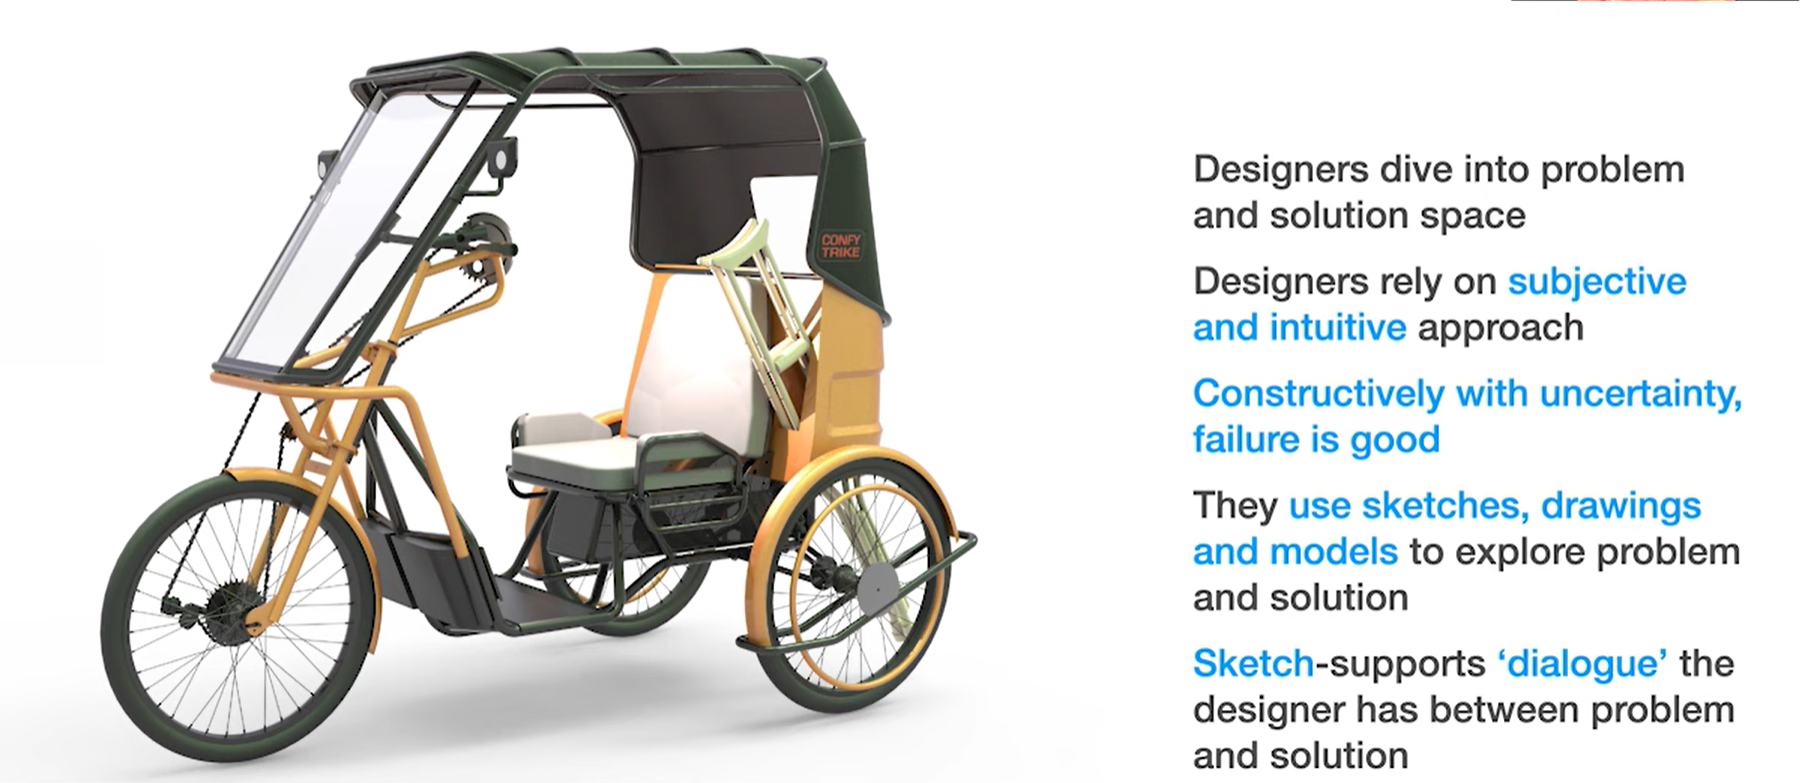 CONFY
TRIKE
Designers dive into problem
and solution space
Designers rely on subjective
and intuitive approach
Constructively with uncertainty,
failure is good
They use sketches, drawings
and models to explore problem
and solution
Sketch-supports ‘dialogue’ the
designer has between problem
and solution